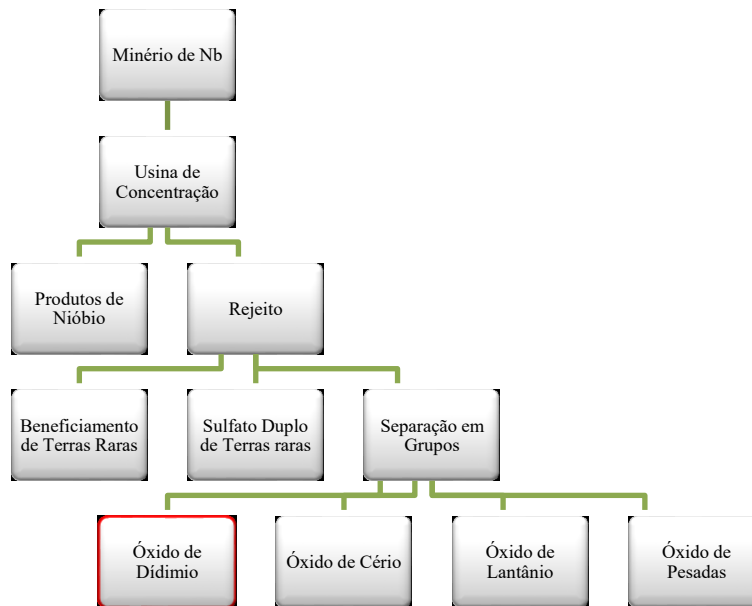 Minério de Nb
Usina de
Concentração
Produtos de
Nióbio
Rejeito
Beneficiamento
de Terras Raras
Sulfato Duplo
de Terras raras
Separação em
Grupos
Óxido de
Dídimio
Óxido de Cério
Óxido de
Lantânio
Óxido de
Pesadas